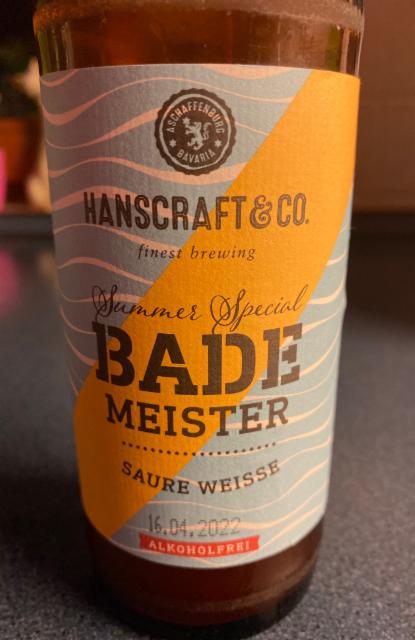 ASCHAFFENBURG
BAVARIA
HANSCRAFT & CO.
finest brewing
Summer Special
BADE
MEISTER
SAURE WEISSE
16.04.2022
ALKOHOLFREI